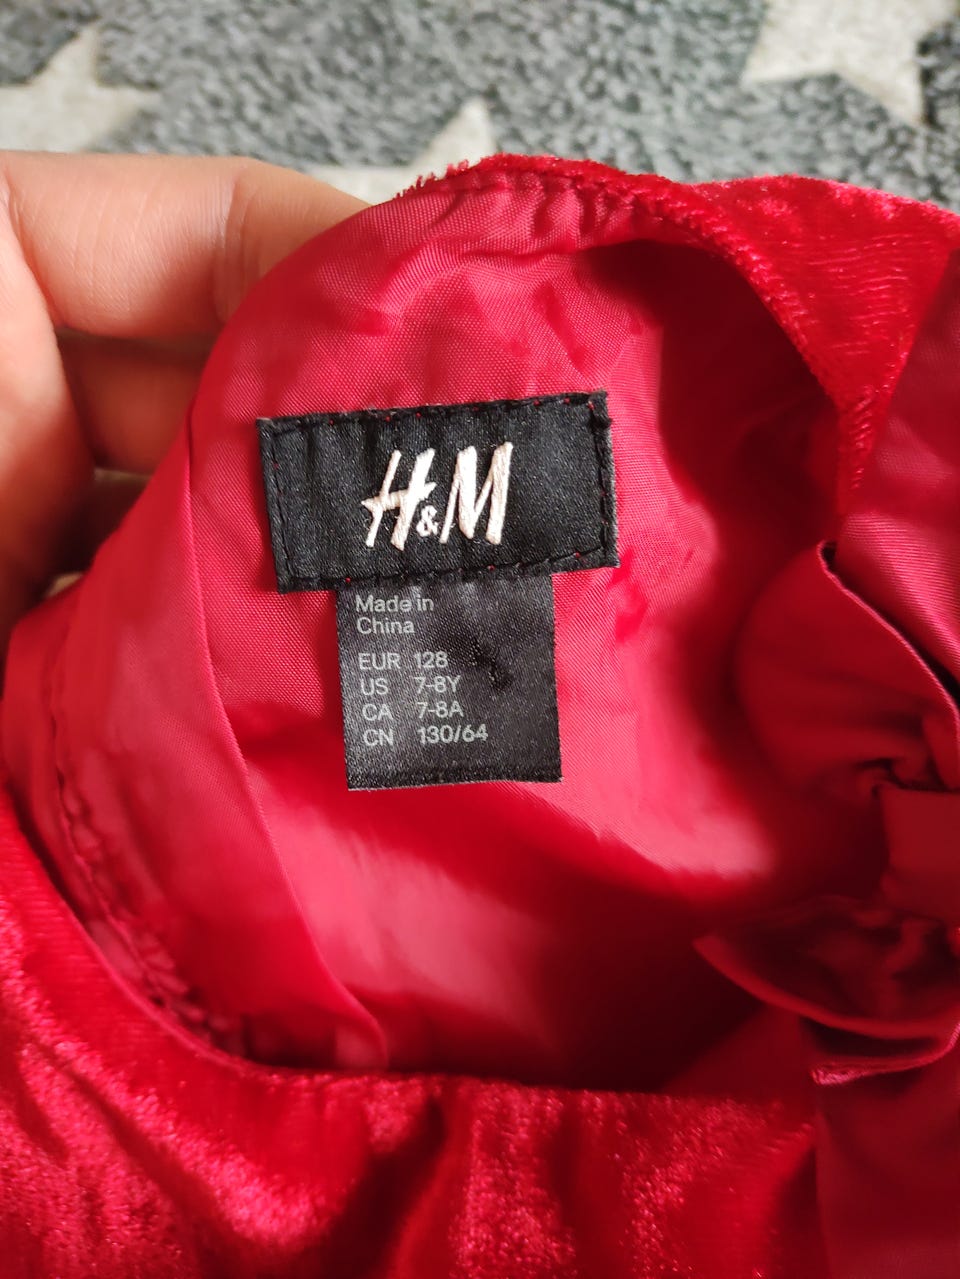 H&M
Made in
China
EUR 128
US 7-8Y
CA 7-8A
CN 130/64